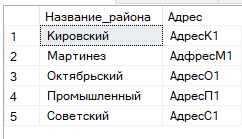 Название_района Адрес
1 Кировский АдресК1
2 Мартинез АдфресМ1
3 Октябрьский АдресО1
4 Промышленный АдресП1
5 Советский АдресС1